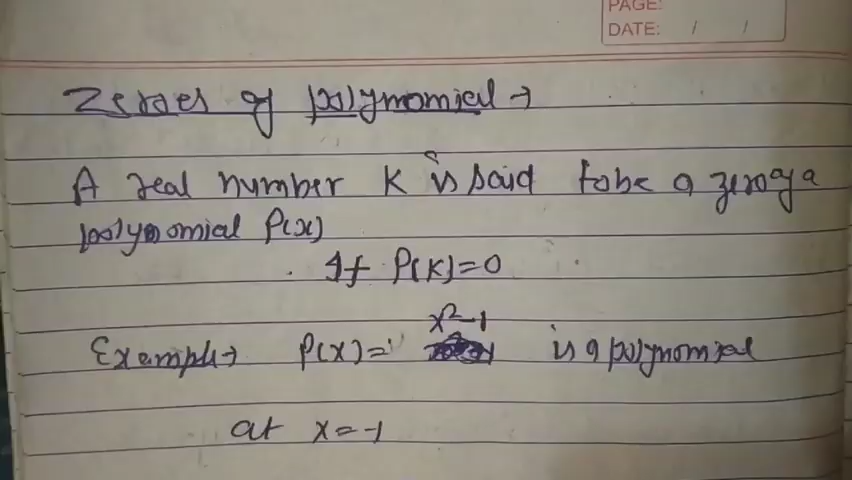 PAGE:
DATE: / /
Zeroes of polynomial →
A real number K is said to be a zero of a
polynomial P(x)
If P(K)=0
x²-1
Example→ P(x)= is a polynomial
at x=-1